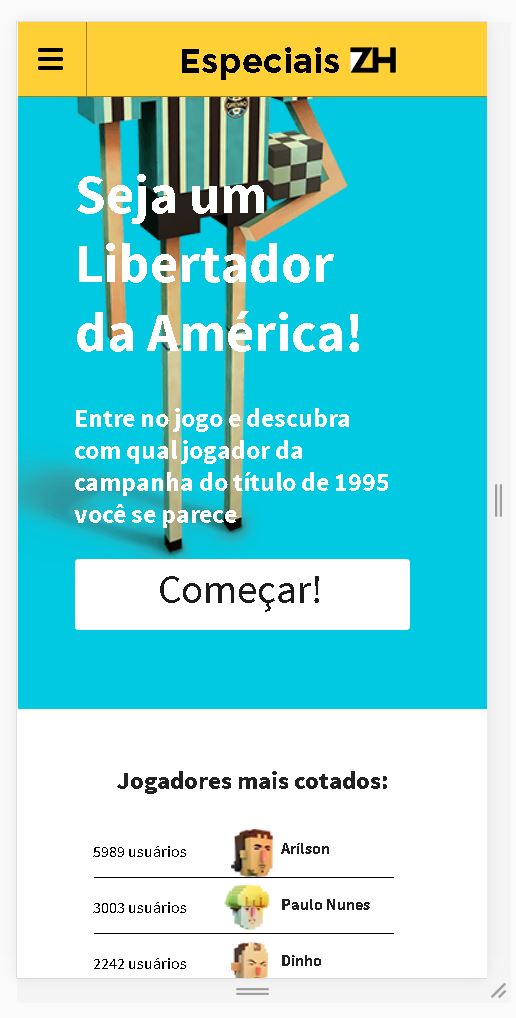 Especiais ZH
Seja um
Libertador
da América!
Entre no jogo e descubra
com qual jogador da
campanha do título de 1995
você se parece
Começar!
Jogadores mais cotados:
5989 usuários Arílson
3003 usuários Paulo Nunes
2242 usuários Dinho